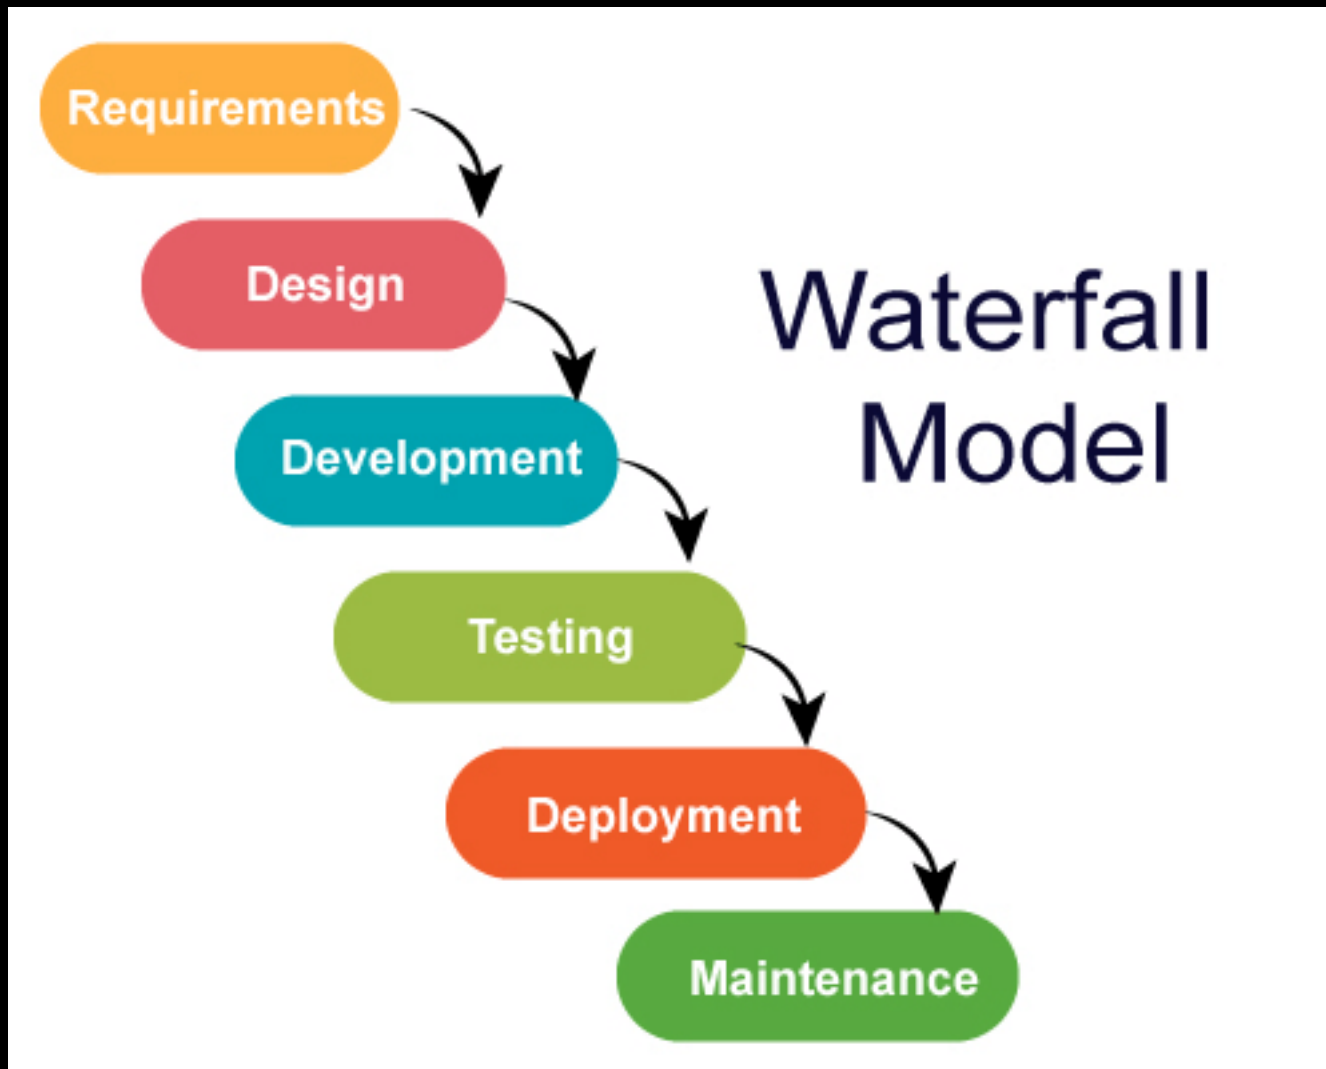 Requirements
Design
Waterfall
Model
Development
Testing
Deployment
Maintenance